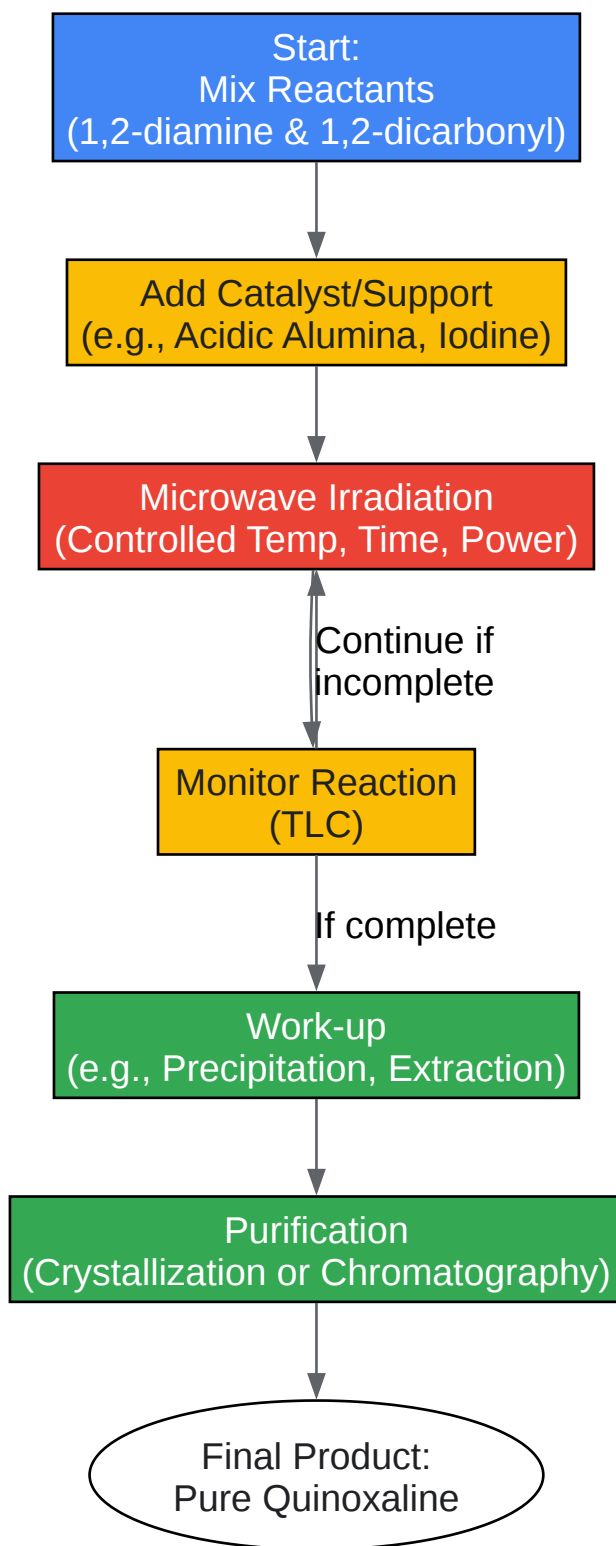 Start:
Mix Reactants
(1,2-diamine & 1,2-dicarbonyl)
Add Catalyst/Support
(e.g., Acidic Alumina, Iodine)
Microwave Irradiation
(Controlled Temp, Time, Power)
Continue if
incomplete
Monitor Reaction
(TLC)
If complete
Work-up
(e.g., Precipitation, Extraction)
Purification
(Crystallization or Chromatography)
Final Product:
Pure Quinoxaline